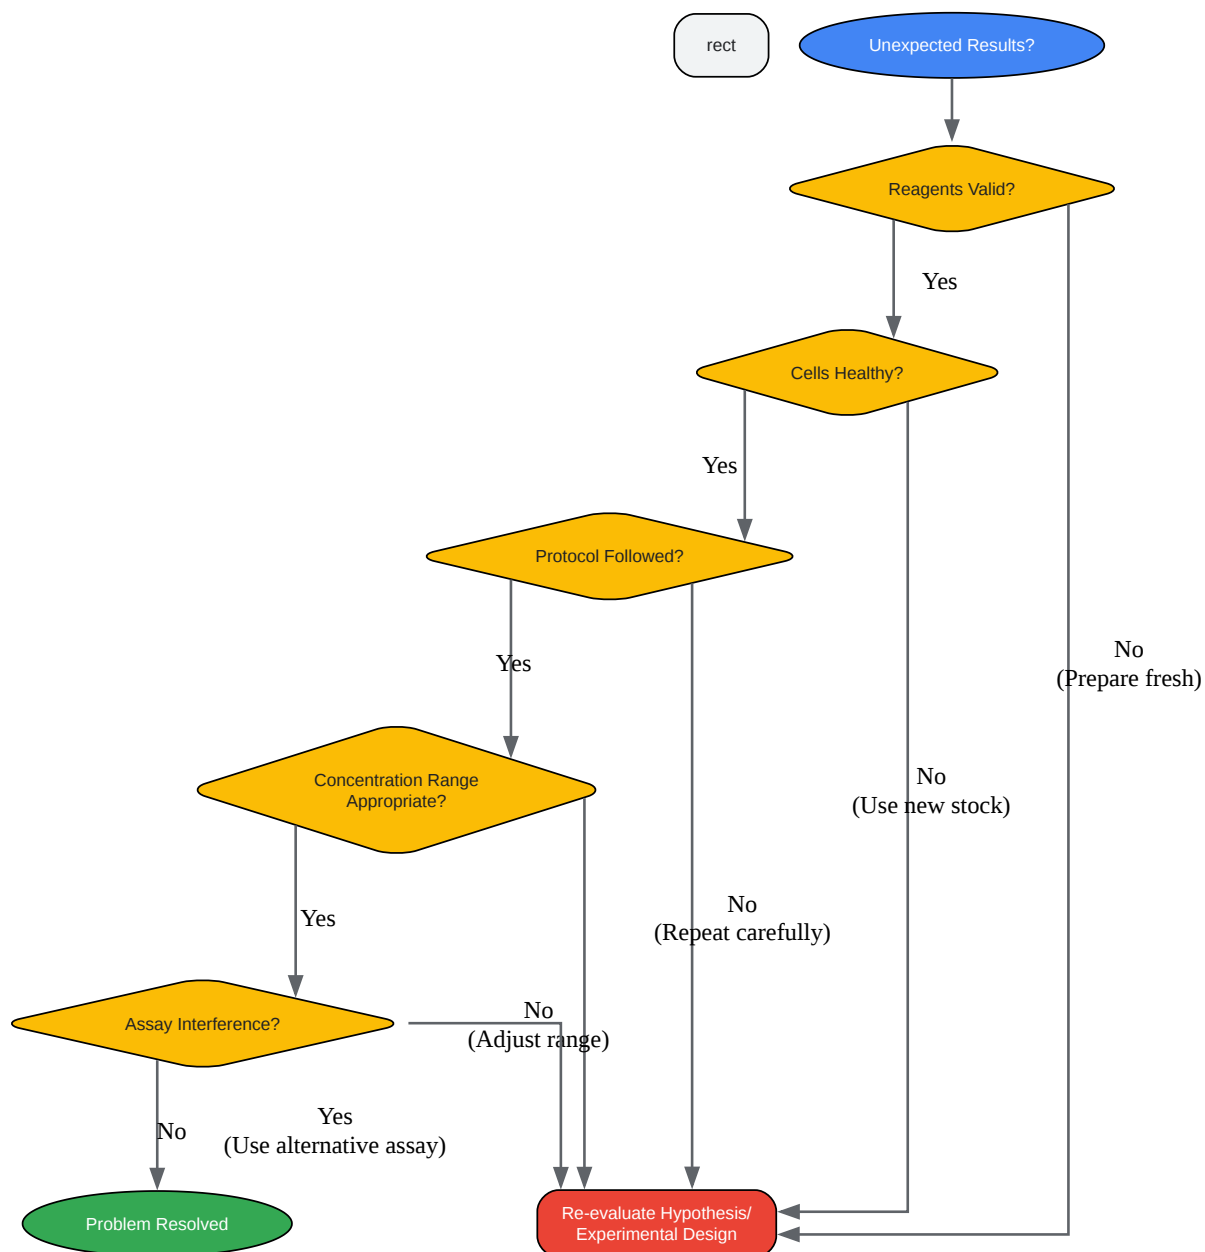 rect
Unexpected Results?
Reagents Valid?
Yes
Cells Healthy?
Yes
Protocol Followed?
Yes
No
(Prepare fresh)
Concentration Range
Appropriate?
No
(Use new stock)
Yes
No
(Repeat carefully)
Assay Interference?
No
(Adjust range)
No
Yes
(Use alternative assay)
Problem Resolved
Re-evaluate Hypothesis/
Experimental Design